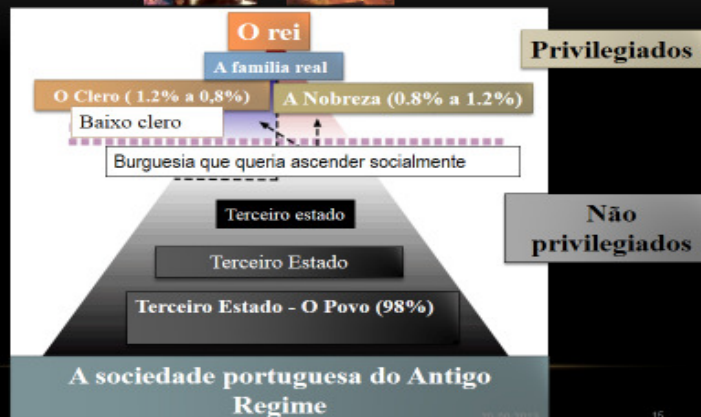 O rei
A família real
Privilegiados
O Clero ( 1.2% a 0,8%)
A Nobreza (0.8% a 1.2%)
Baixo clero
Burguesia que queria ascender socialmente
Terceiro estado
Não
privilegiados
Terceiro Estado
Terceiro Estado - O Povo (98%)
A sociedade portuguesa do Antigo
Regime
15